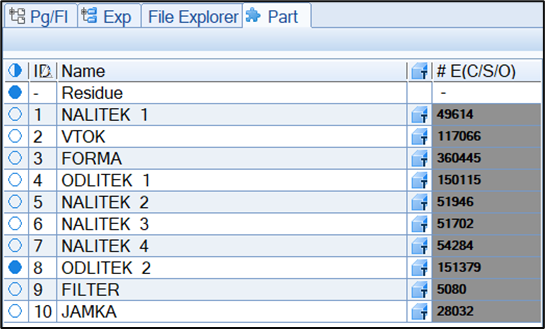 Pg/Fl Exp File Explorer Part
ID Name # E(C/S/O)
- Residue -
1 NALITEK 1 49614
2 VTOK 117066
3 FORMA 360445
4 ODLITEK 1 150115
5 NALITEK 2 51946
6 NALITEK 3 51702
7 NALITEK 4 54284
8 ODLITEK 2 151379
9 FILTER 5080
10 JAMKA 28032